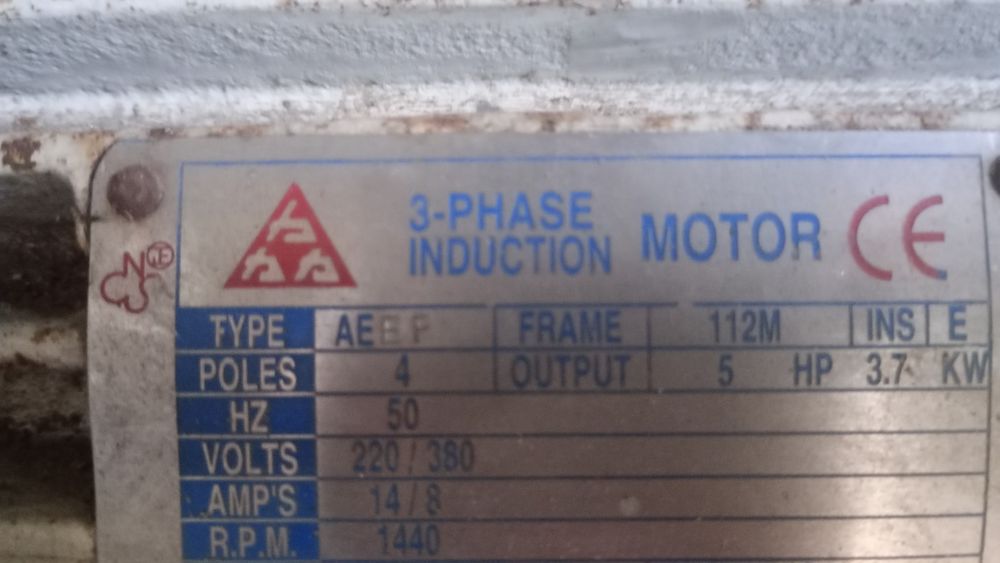 3-PHASE
INDUCTION MOTOR CE
TYPE AEEF FRAME 112M INS E
POLES 4 OUTPUT 5 HP 3.7 KW
HZ 50
VOLTS 220 / 380
AMP'S 14 / 8
R.P.M. 1440